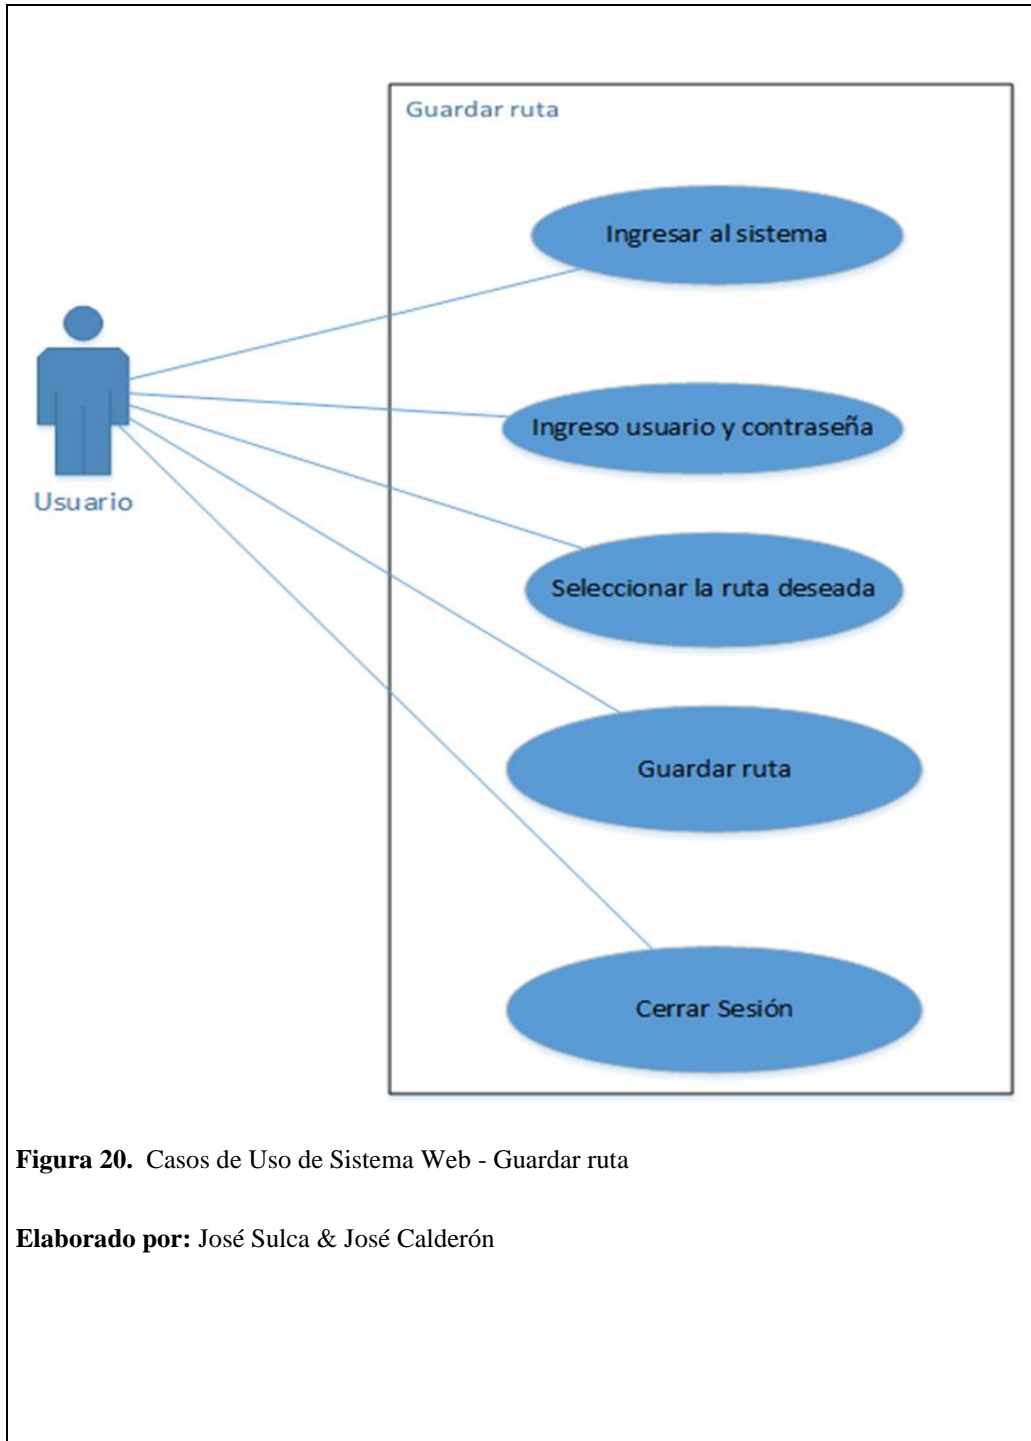 Guardar ruta
Ingresar al sistema
Ingreso usuario y contraseña
Usuario
Seleccionar la ruta deseada
Guardar ruta
Cerrar Sesión
Figura 20. Casos de Uso de Sistema Web - Guardar ruta
Elaborado por: José Sulca & José Calderón